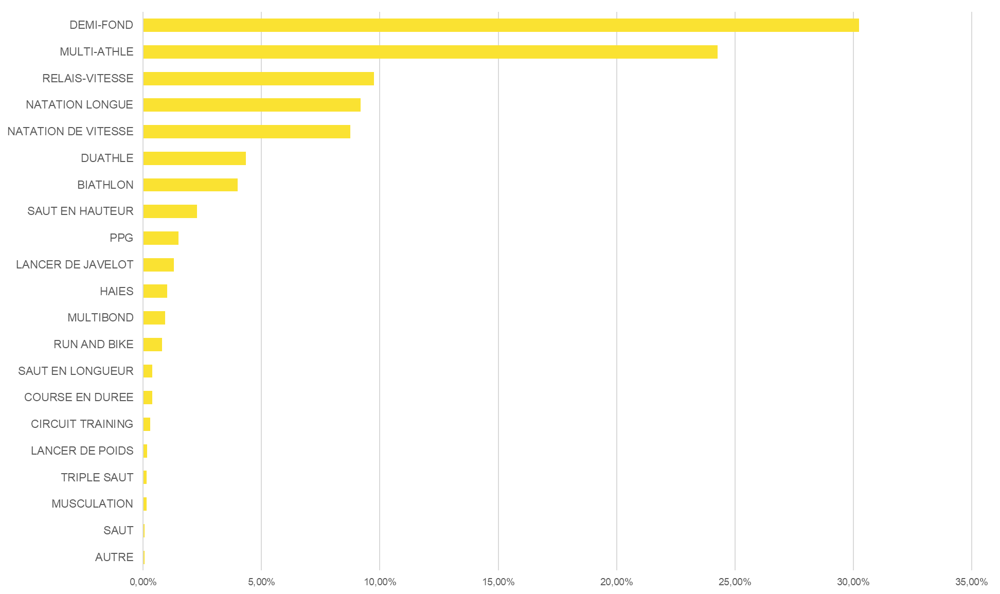 DEMI-FOND
MULTI-ATHLE
RELAIS-VITESSE
NATATION LONGUE
NATATION DE VITESSE
DUATHLE
BIATHLON
SAUT EN HAUTEUR
PPG
LANCER DE JAVELOT
HAIES
MULTIBOND
RUN AND BIKE
SAUT EN LONGUEUR
COURSE EN DUREE
CIRCUIT TRAINING
LANCER DE POIDS
TRIPLE SAUT
MUSCULATION
SAUT
AUTRE
0,00% 5,00% 10,00% 15,00% 20,00% 25,00% 30,00% 35,00%